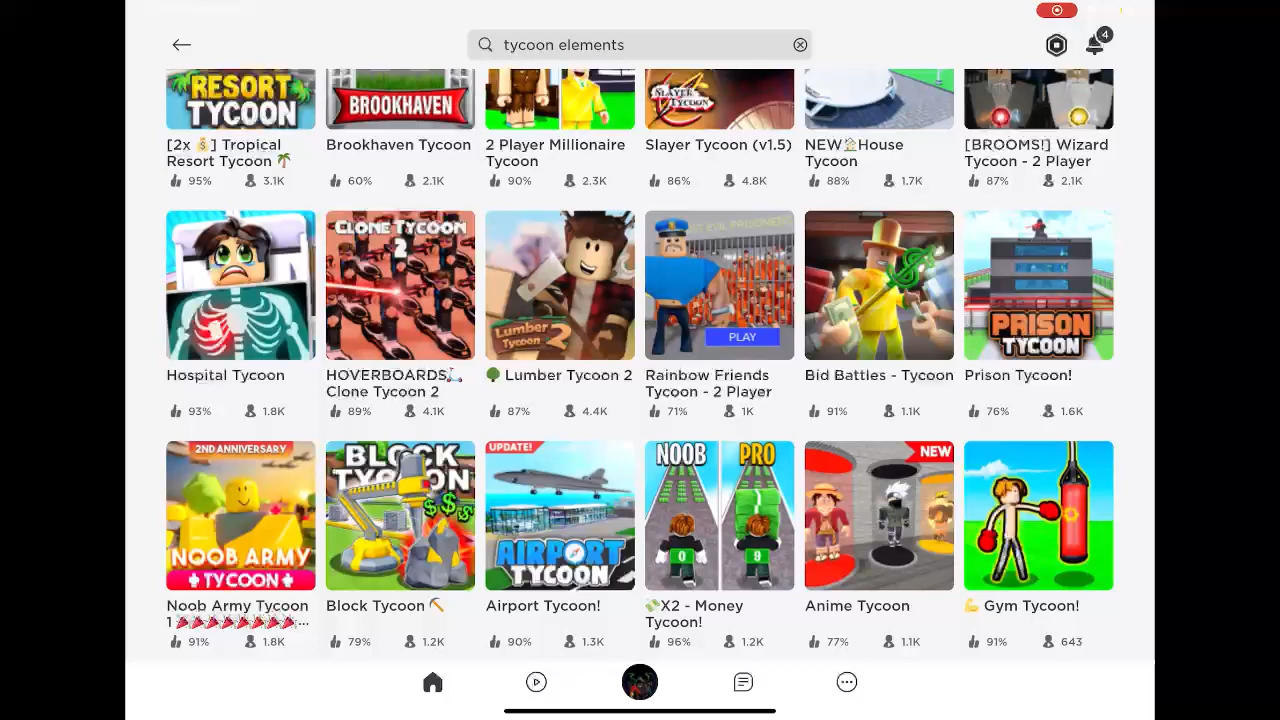 tycoon elements
4
RESORT
TYCOON
BROOKHAVEN
SLAYER
TYCOON
[2x 💰] Tropical
Resort Tycoon 🌴
Brookhaven Tycoon
2 Player Millionaire
Tycoon
Slayer Tycoon (v1.5)
NEW🏠House
Tycoon
[BROOMS!] Wizard
Tycoon - 2 Player
95% 3.1K
60% 2.1K
90% 2.3K
86% 4.8K
88% 1.7K
87% 2.1K
CLONE TYCOON
2
Lumber
Tycoon 2
PLAY
PRISON
TYCOON
Hospital Tycoon
HOVERBOARDS🛴
Clone Tycoon 2
🌳 Lumber Tycoon 2
Rainbow Friends
Tycoon - 2 Player
Bid Battles - Tycoon
Prison Tycoon!
93% 1.8K
89% 4.1K
87% 4.4K
71% 1K
91% 1.1K
76% 1.6K
2ND ANNIVERSARY
NOOB ARMY
TYCOON
BLOCK
TYCOON
UPDATE!
AIRPORT
TYCOON
NOOB
PRO
0
9
NEW
Noob Army Tycoon
1 🎉🎉🎉🎉🎉🎉🎉...
Block Tycoon ⛏️
Airport Tycoon!
💸X2 - Money
Tycoon!
Anime Tycoon
💪 Gym Tycoon!
91% 1.8K
79% 1.2K
90% 1.3K
96% 1.2K
77% 1.1K
91% 643